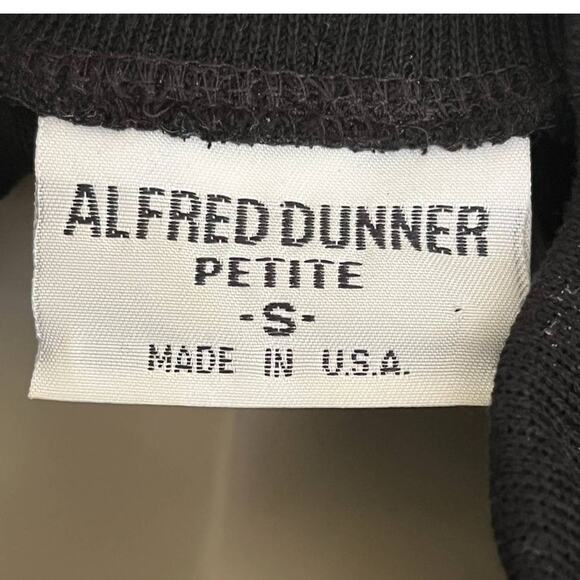 ALFRED DUNNER
PETITE
-S-
MADE IN U.S.A.